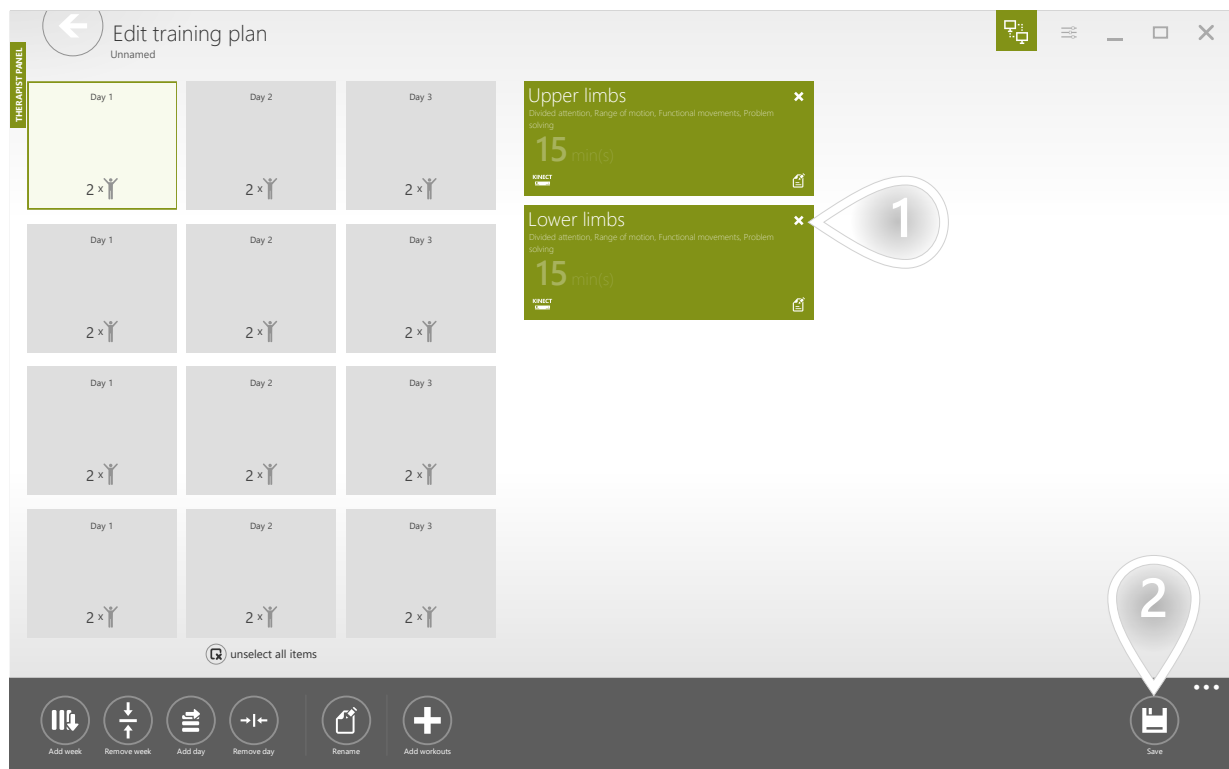 Edit training plan
Unnamed
THERAPIST PANEL
Day 1
Day 2
Day 3
2 x
2 x
2 x
Day 1
Day 2
Day 3
2 x
2 x
2 x
Day 1
Day 2
Day 3
2 x
2 x
2 x
Day 1
Day 2
Day 3
2 x
2 x
2 x
unselect all items
Upper limbs
Divided attention, Range of motion, Functional movements, Problem
solving
15 min(s)
KINECT
Lower limbs
Divided attention, Range of motion, Functional movements, Problem
solving
15 min(s)
KINECT
1
2
Add week
Remove week
Add day
Remove day
Rename
Add workouts
Save